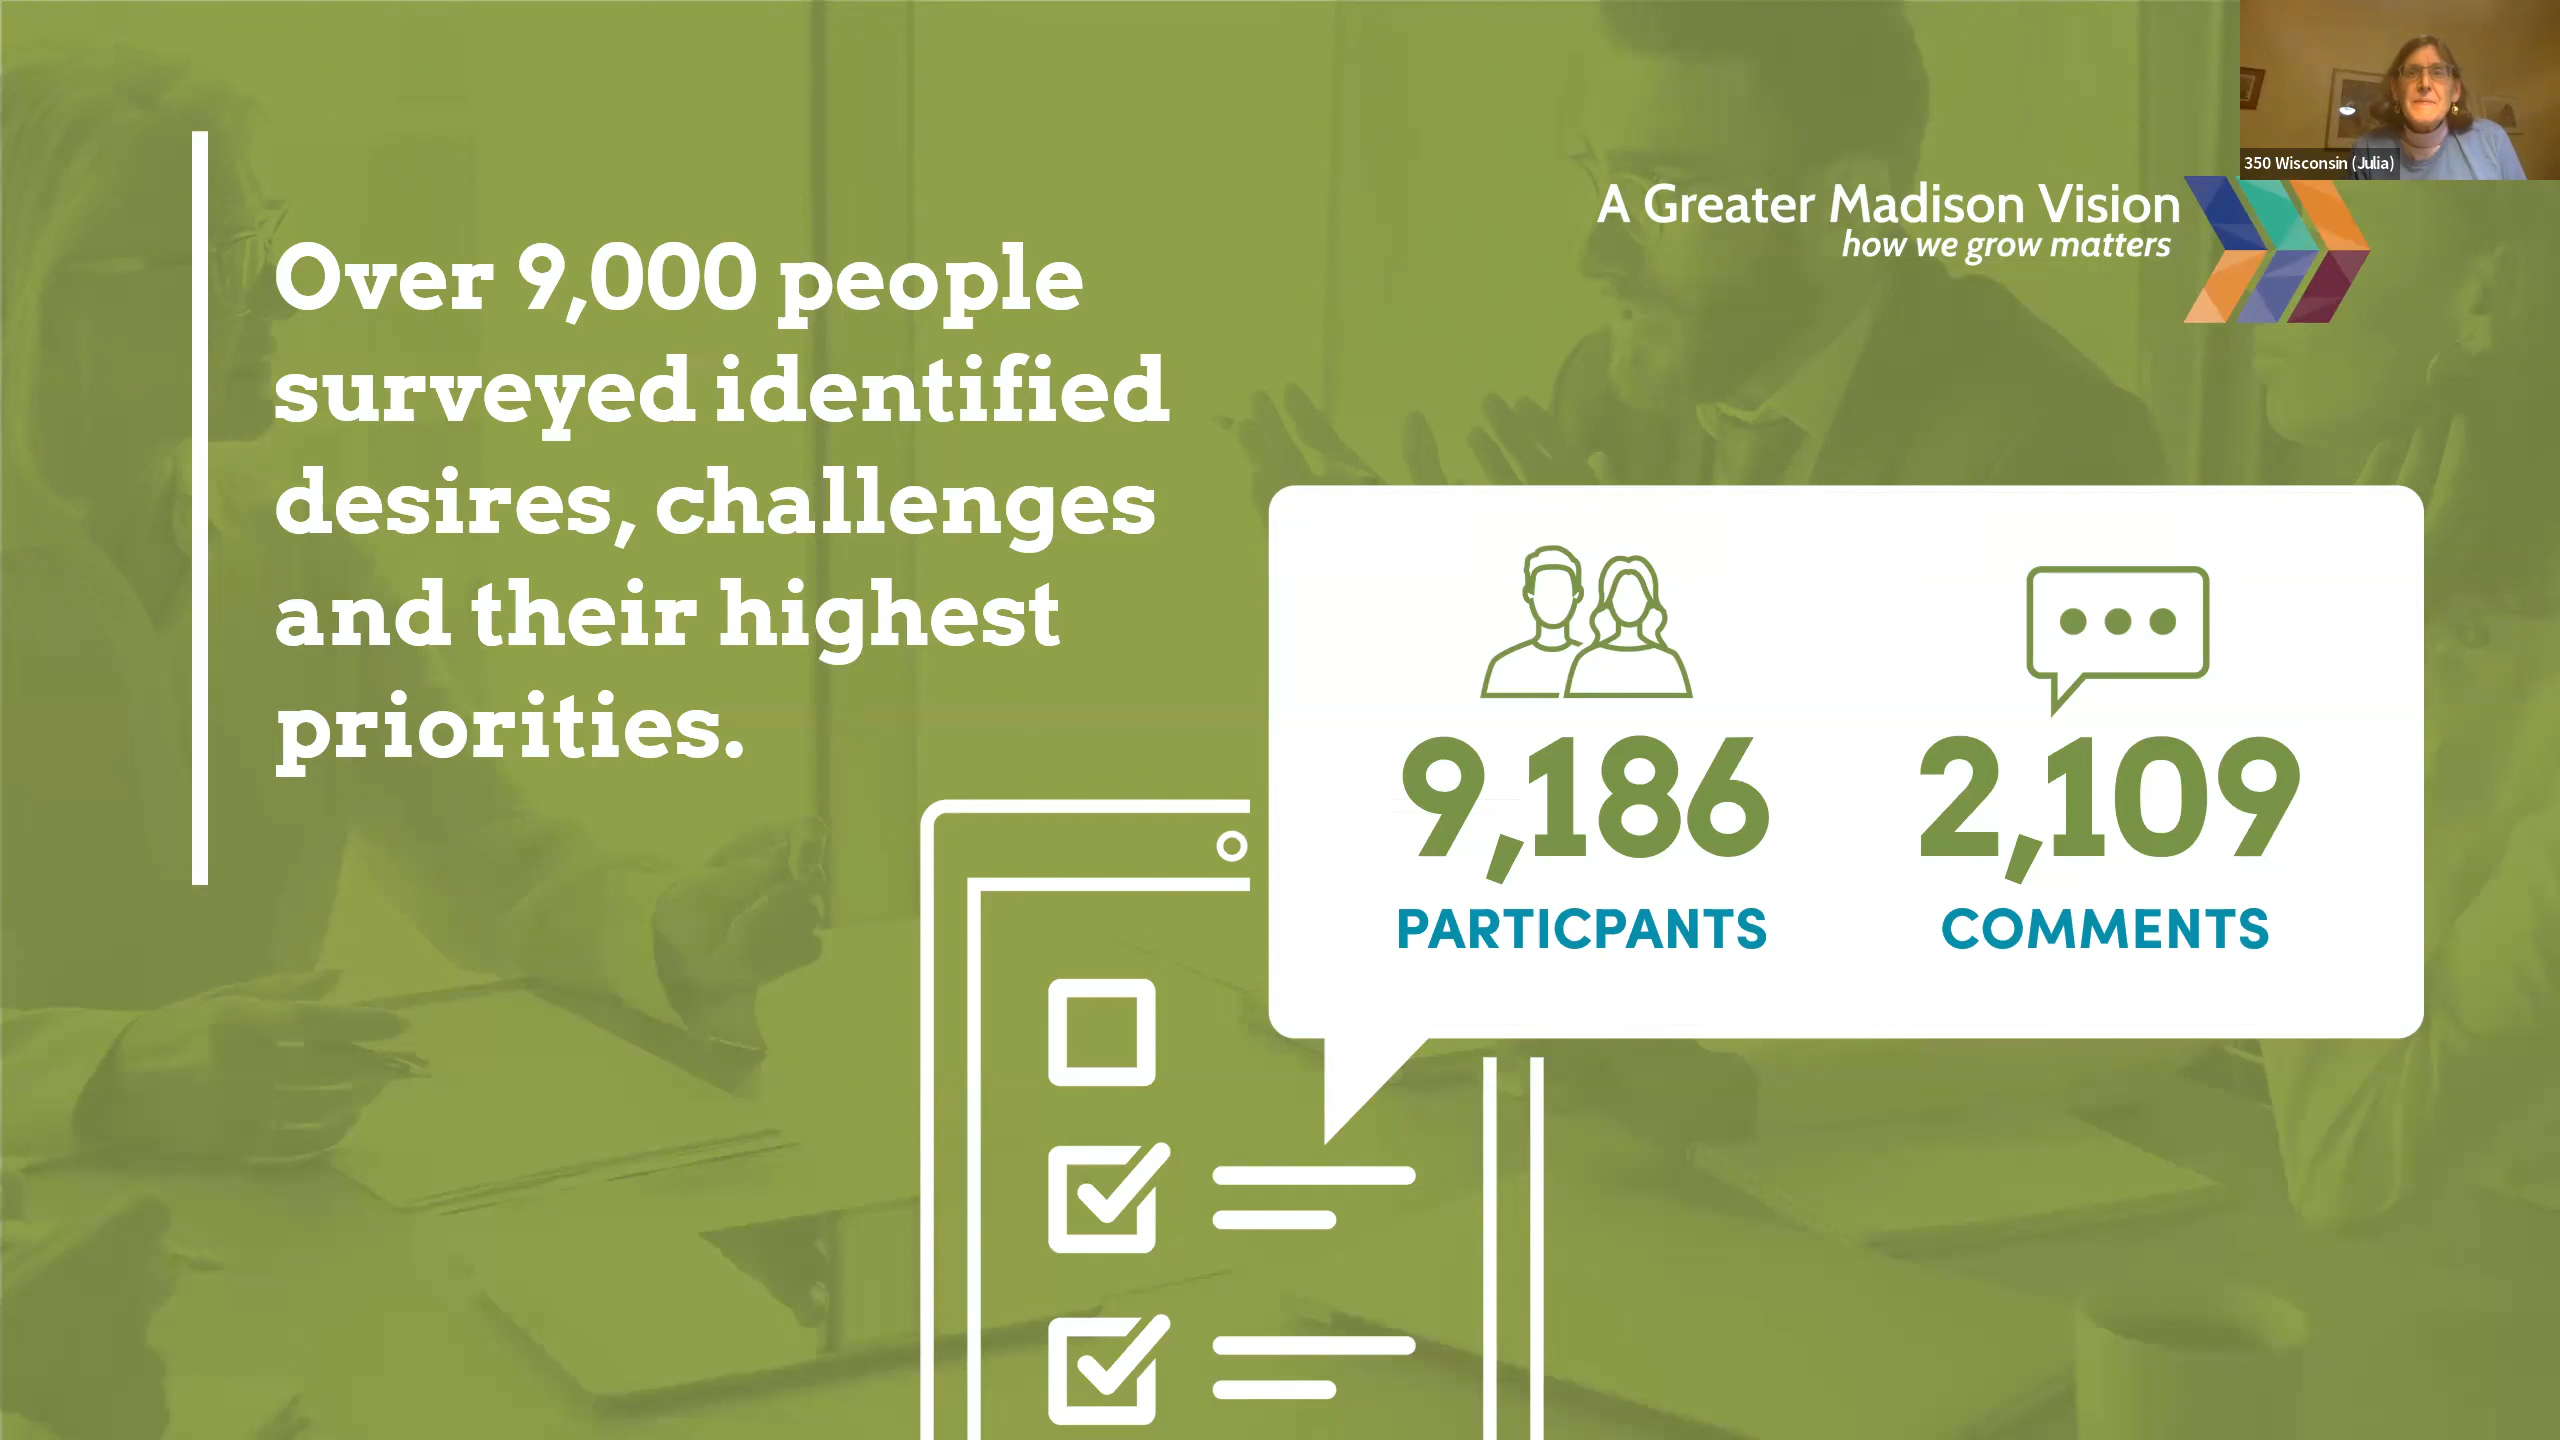 350 Wisconsin (Julia)
A Greater Madison Vision
how we grow matters
Over 9,000 people
surveyed identified
desires, challenges
and their highest
priorities.
9,186
PARTICPANTS
2,109
COMMENTS